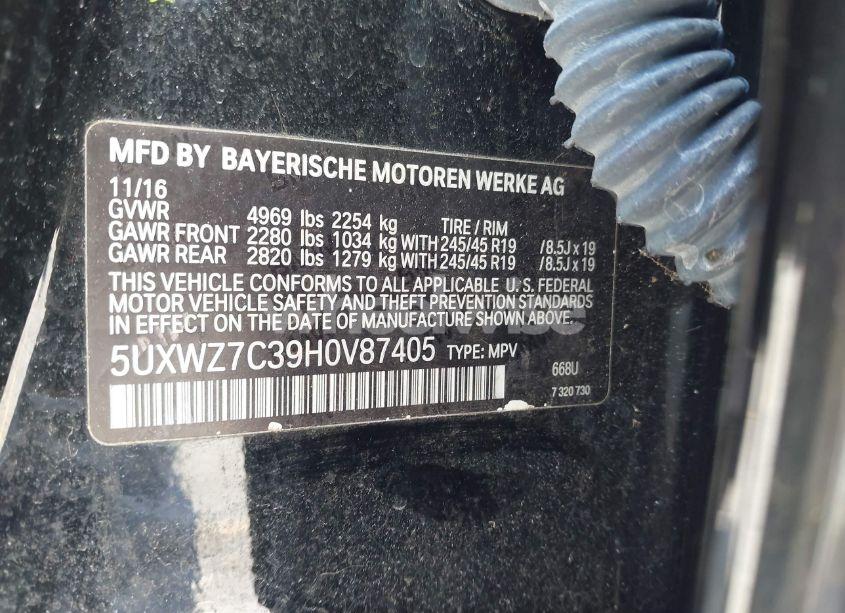 MFD BY BAYERISCHE MOTOREN WERKE AG
11/16
GVWR 4969 lbs 2254 kg TIRE / RIM
GAWR FRONT 2280 lbs 1034 kg WITH 245/45 R19 /8.5J x 19
GAWR REAR 2820 lbs 1279 kg WITH 245/45 R19 /8.5J x 19
THIS VEHICLE CONFORMS TO ALL APPLICABLE U. S. FEDERAL
MOTOR VEHICLE SAFETY AND THEFT PREVENTION STANDARDS
IN EFFECT ON THE DATE OF MANUFACTURE SHOWN ABOVE.
5UXWZ7C39H0V87405 TYPE: MPV
668U
7 320 730